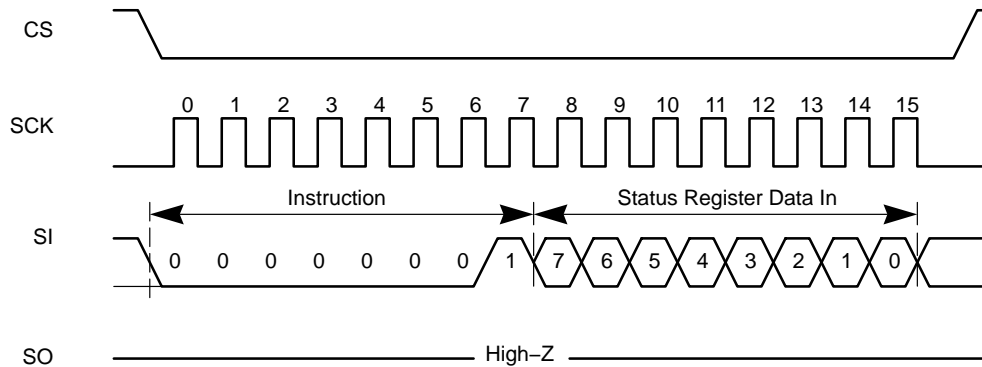 CS
0 1 2 3 4 5 6 7 8 9 10 11 12 13 14 15
SCK
Instruction Status Register Data In
SI
0 0 0 0 0 0 0 1 7 6 5 4 3 2 1 0
SO High−Z